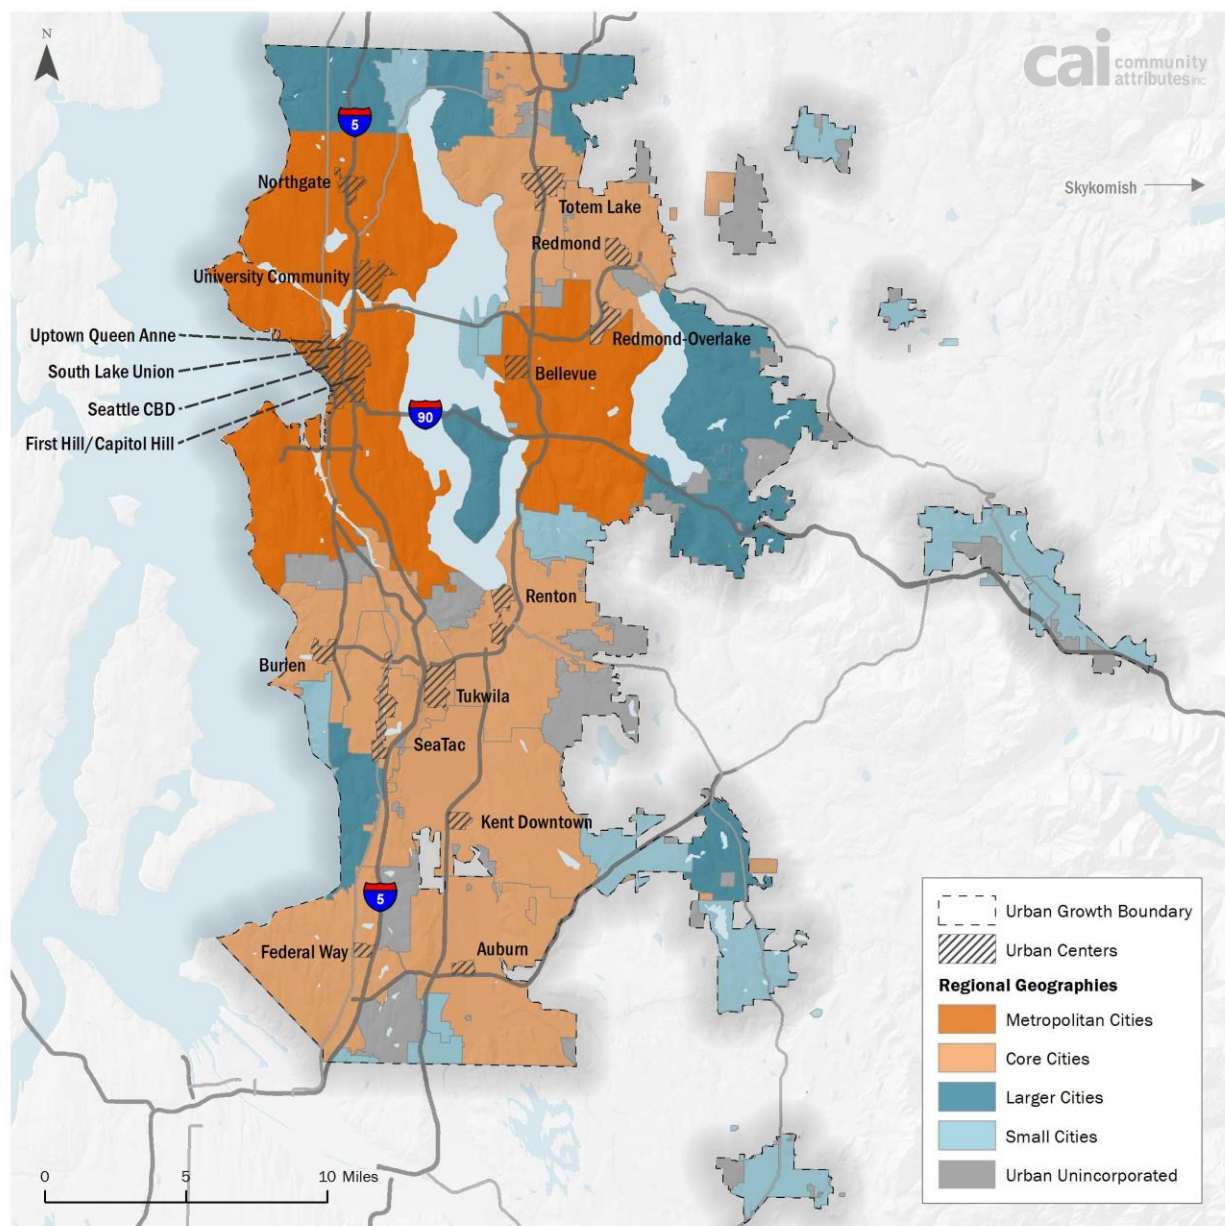 N
cai community
attributes inc
5
Northgate
Skykomish
Totem Lake
Redmond
University Community
Uptown Queen Anne
South Lake Union
Seattle CBD
First Hill/Capitol Hill
Redmond-Overlake
Bellevue
90
Renton
Burien
Tukwila
SeaTac
Kent Downtown
5
Federal Way
Auburn
Urban Growth Boundary
Urban Centers
Regional Geographies
Metropolitan Cities
Core Cities
Larger Cities
Small Cities
Urban Unincorporated
0 5 10 Miles